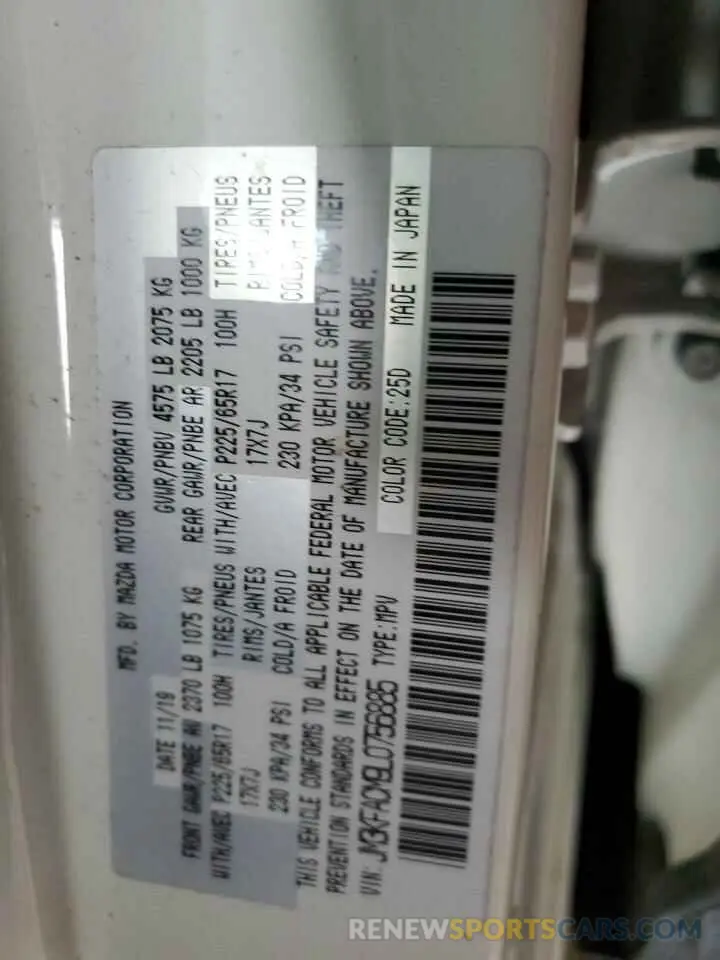 MFD. BY MAZDA MOTOR CORPORATION
DATE 11/19 GVWR/PNBV 4575 LB 2075 KG
FRONT GAWR/PNBE AV 2370 LB 1075 KG REAR GAWR/PNBE AR 2205 LB 1000 KG
WITH/AVEC P225/65R17 100H TIRES/PNEUS WITH/AVEC P225/65R17 100H TIRES/PNEUS
17X7J RIMS/JANTES 17X7J RIMS/JANTES
230 KPA/34 PSI COLD/A FROID 230 KPA/34 PSI COLD/A FROID
THIS VEHICLE CONFORMS TO ALL APPLICABLE FEDERAL MOTOR VEHICLE SAFETY AND THEFT
PREVENTION STANDARDS IN EFFECT ON THE DATE OF MANUFACTURE SHOWN ABOVE.
VIN: JM3KFACM9L0756885 TYPE:MPV COLOR CODE:25D MADE IN JAPAN
RENEWSPORTSCARS.COM